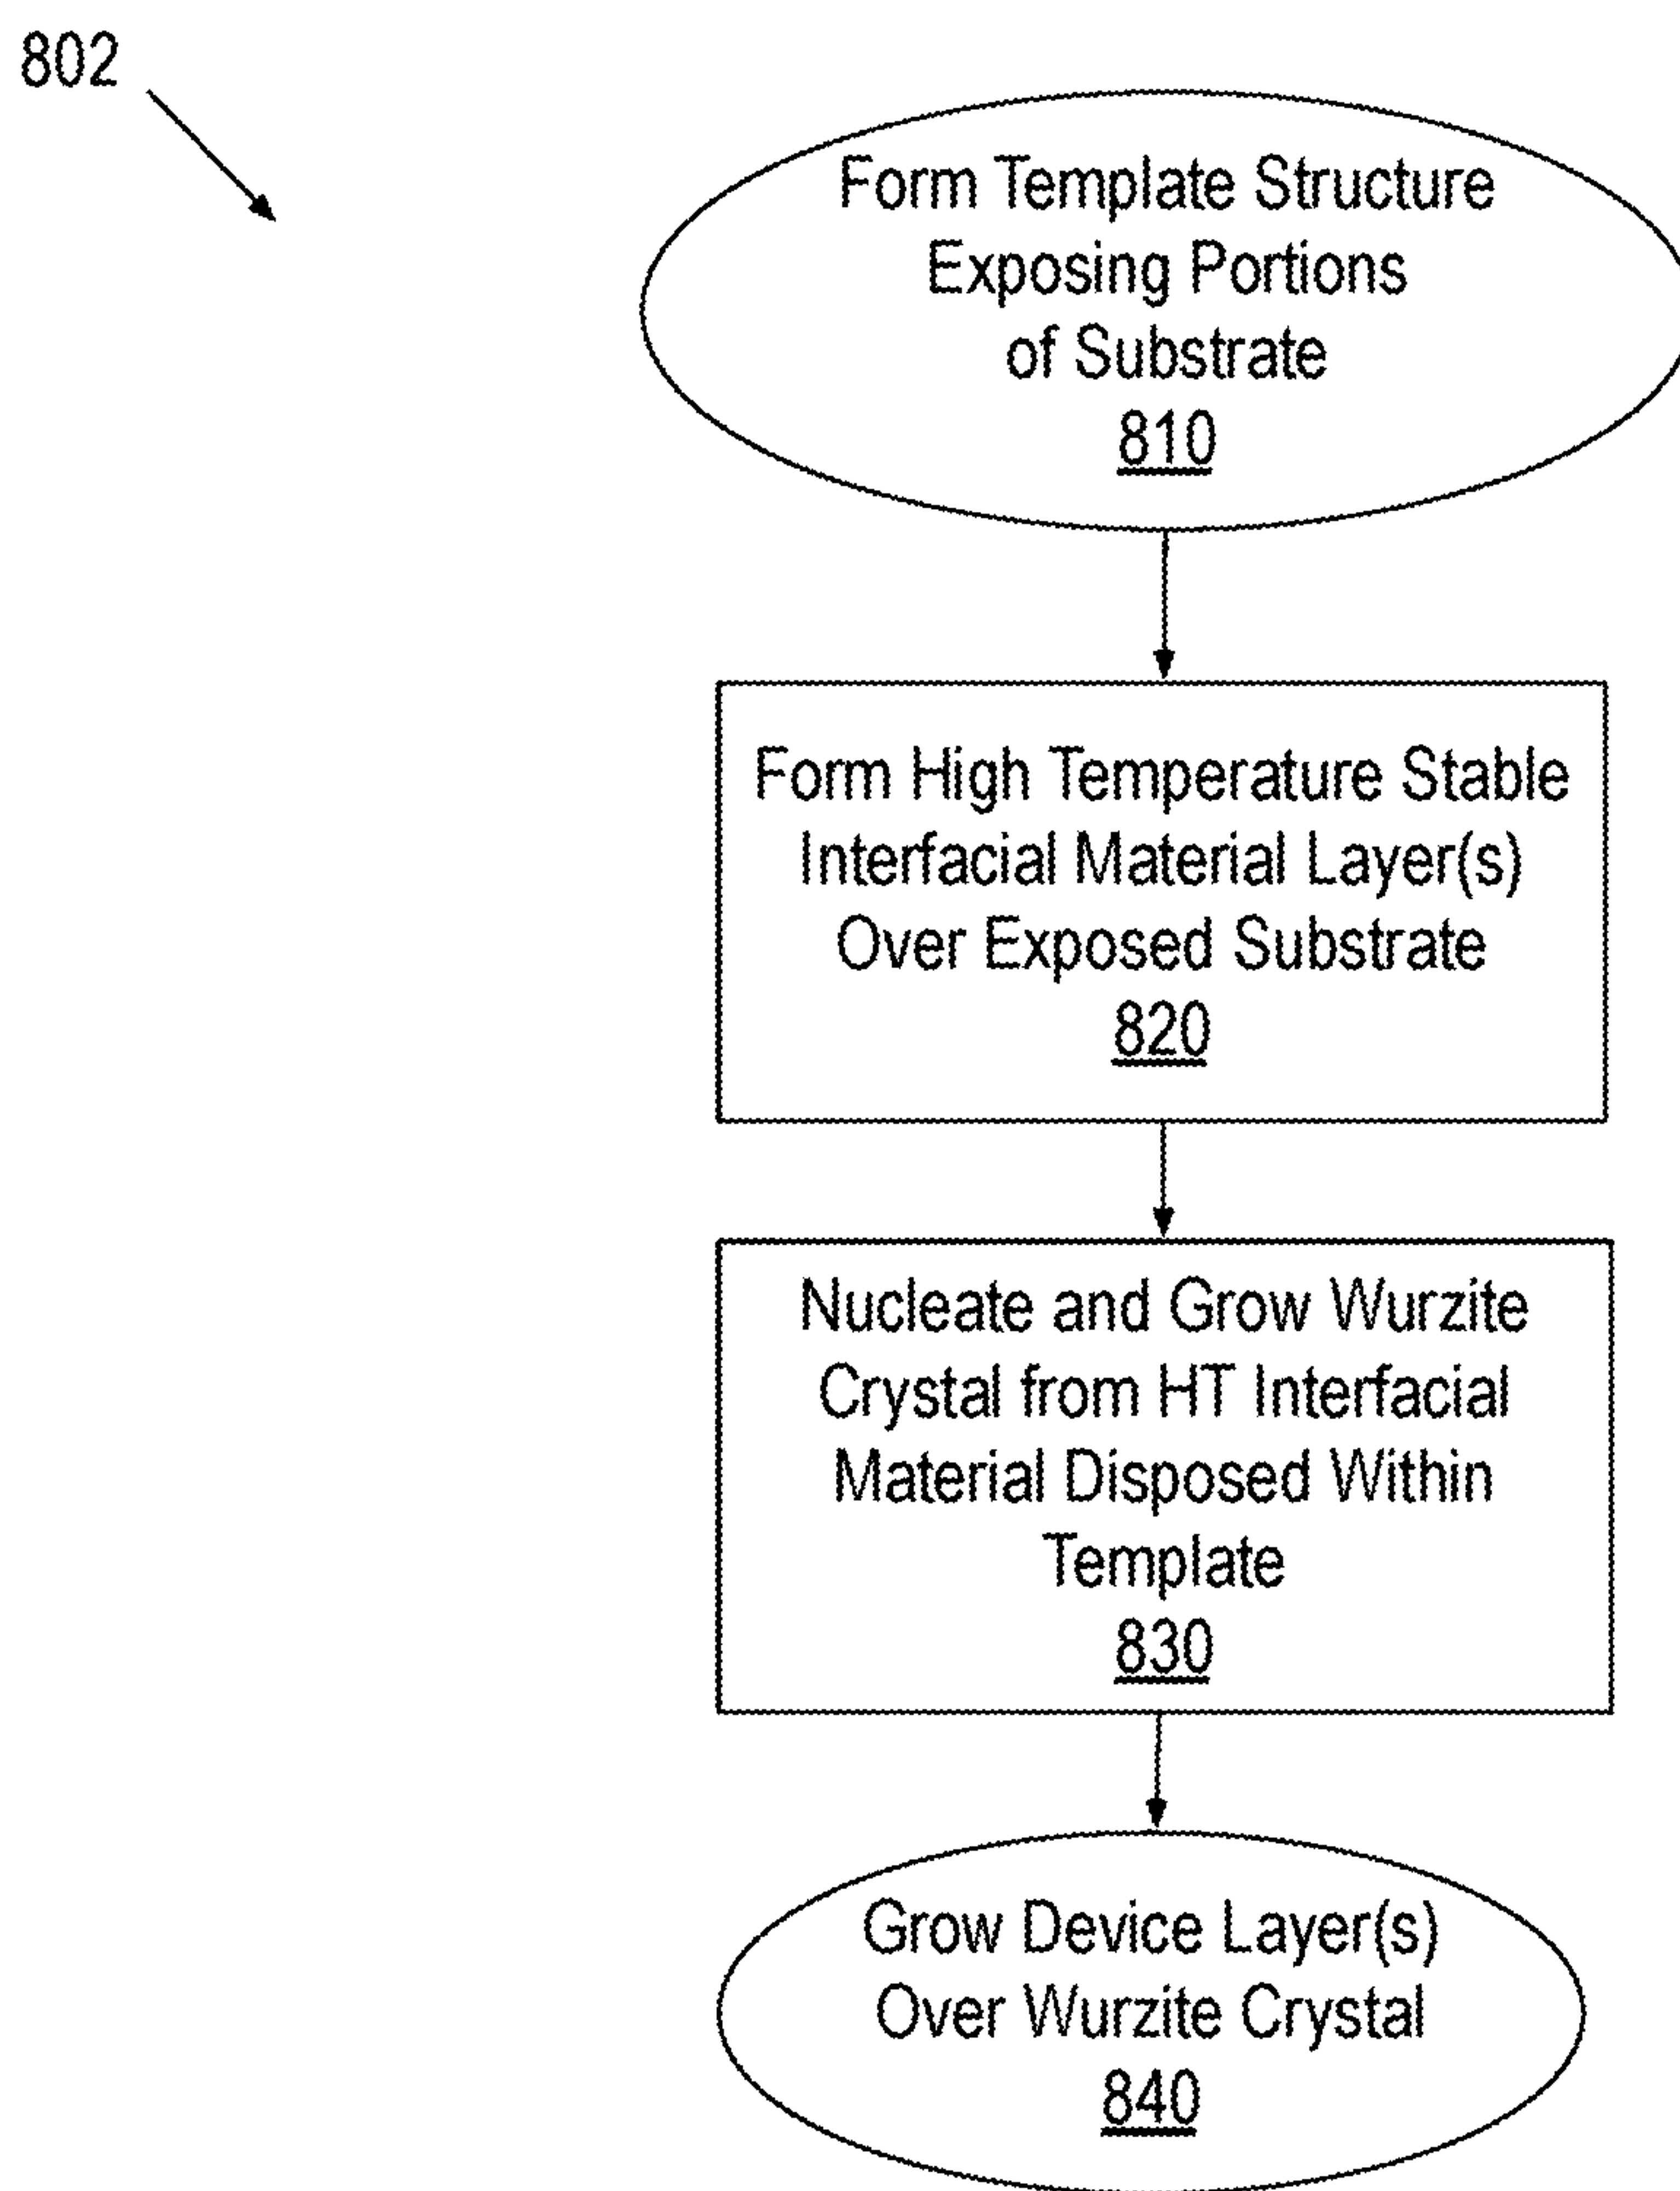 802
Form Template Structure
Exposing Portions
of Substrate
810
Form High Temperature Stable
Interfacial Material Layer(s)
Over Exposed Substrate
820
Nucleate and Grow Wurzite
Crystal from HT Interfacial
Material Disposed Within
Template
830
Grow Device Layer(s)
Over Wurzite Crystal
840